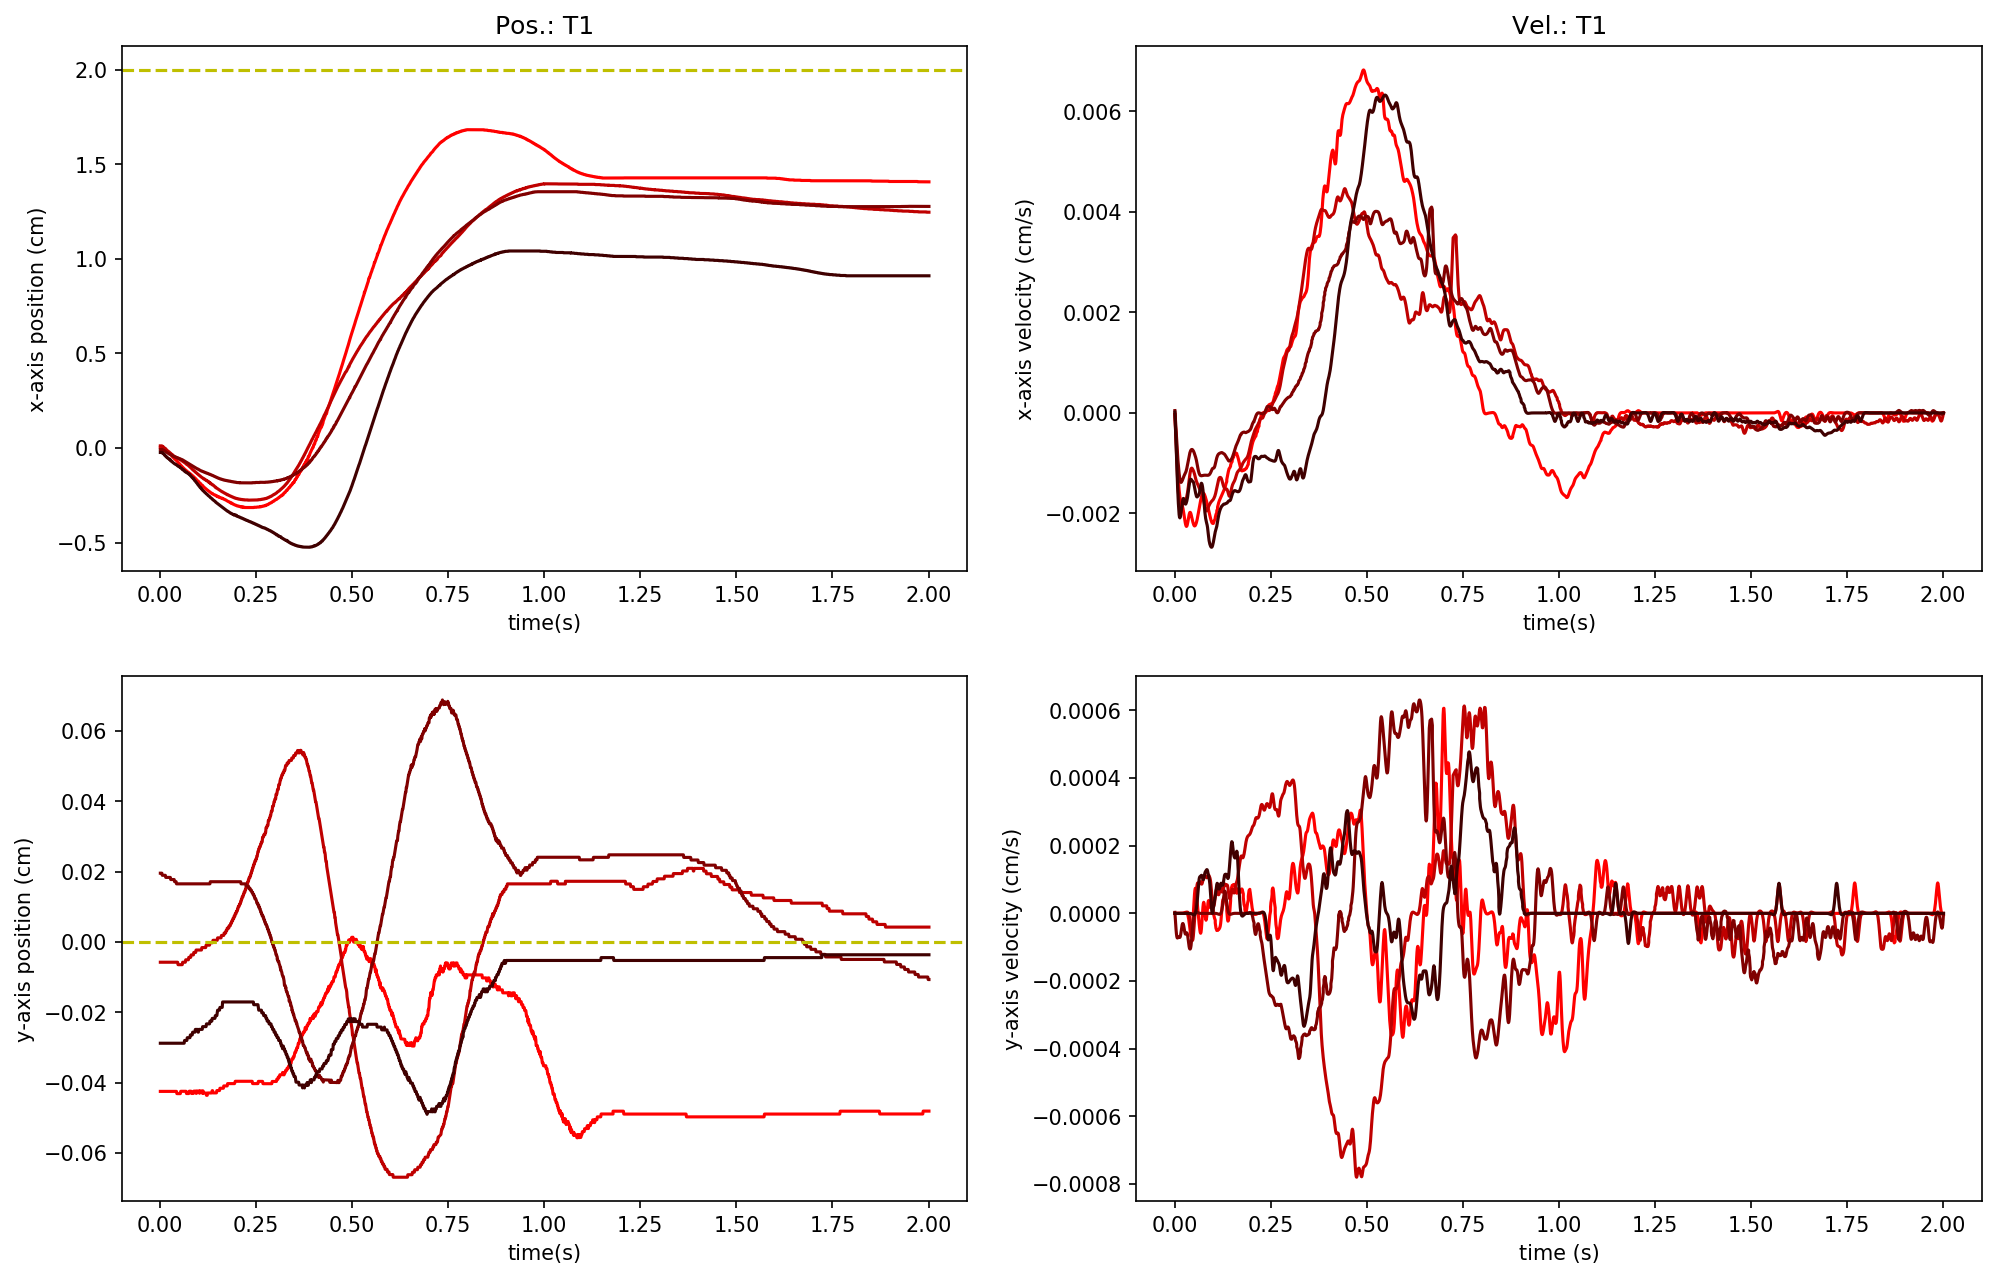 Pos.: T1
2.0
1.5
1.0
0.5
0.0
−0.5
x-axis position (cm)
0.00 0.25 0.50 0.75 1.00 1.25 1.50 1.75 2.00
time(s)
Vel.: T1
0.006
0.004
0.002
0.000
−0.002
x-axis velocity (cm/s)
0.00 0.25 0.50 0.75 1.00 1.25 1.50 1.75 2.00
time(s)
0.06
0.04
0.02
0.00
−0.02
−0.04
−0.06
y-axis position (cm)
0.00 0.25 0.50 0.75 1.00 1.25 1.50 1.75 2.00
time(s)
0.0006
0.0004
0.0002
0.0000
−0.0002
−0.0004
−0.0006
−0.0008
y-axis velocity (cm/s)
0.00 0.25 0.50 0.75 1.00 1.25 1.50 1.75 2.00
time (s)